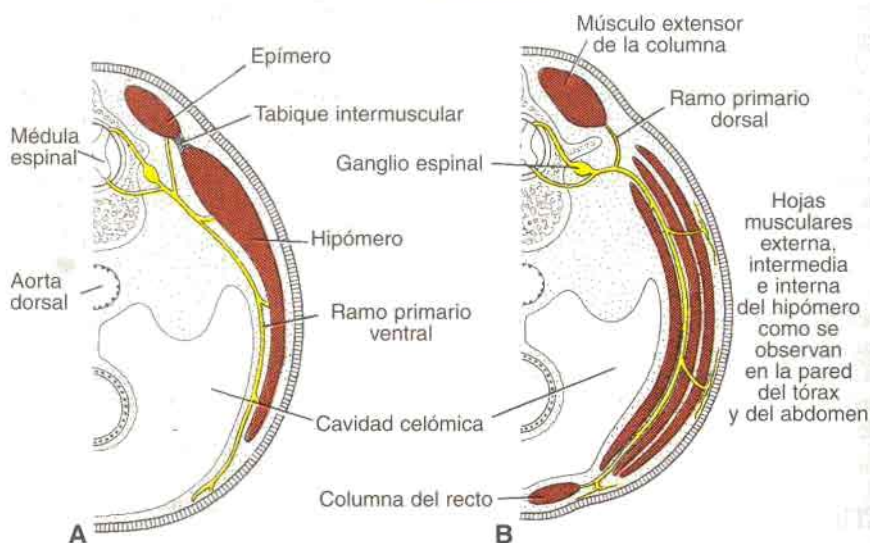 Epímero
Tabique intermuscular
Médula
espinal
Hipómero
Aorta
dorsal
Ramo primario
ventral
Cavidad celómica
Columna del recto
A
Músculo extensor
de la columna
Ramo primario
dorsal
Ganglio espinal
Hojas
musculares
externa,
intermedia
e interna
del hipómero
como se
observan
en la pared
del tórax
y del abdomen
B